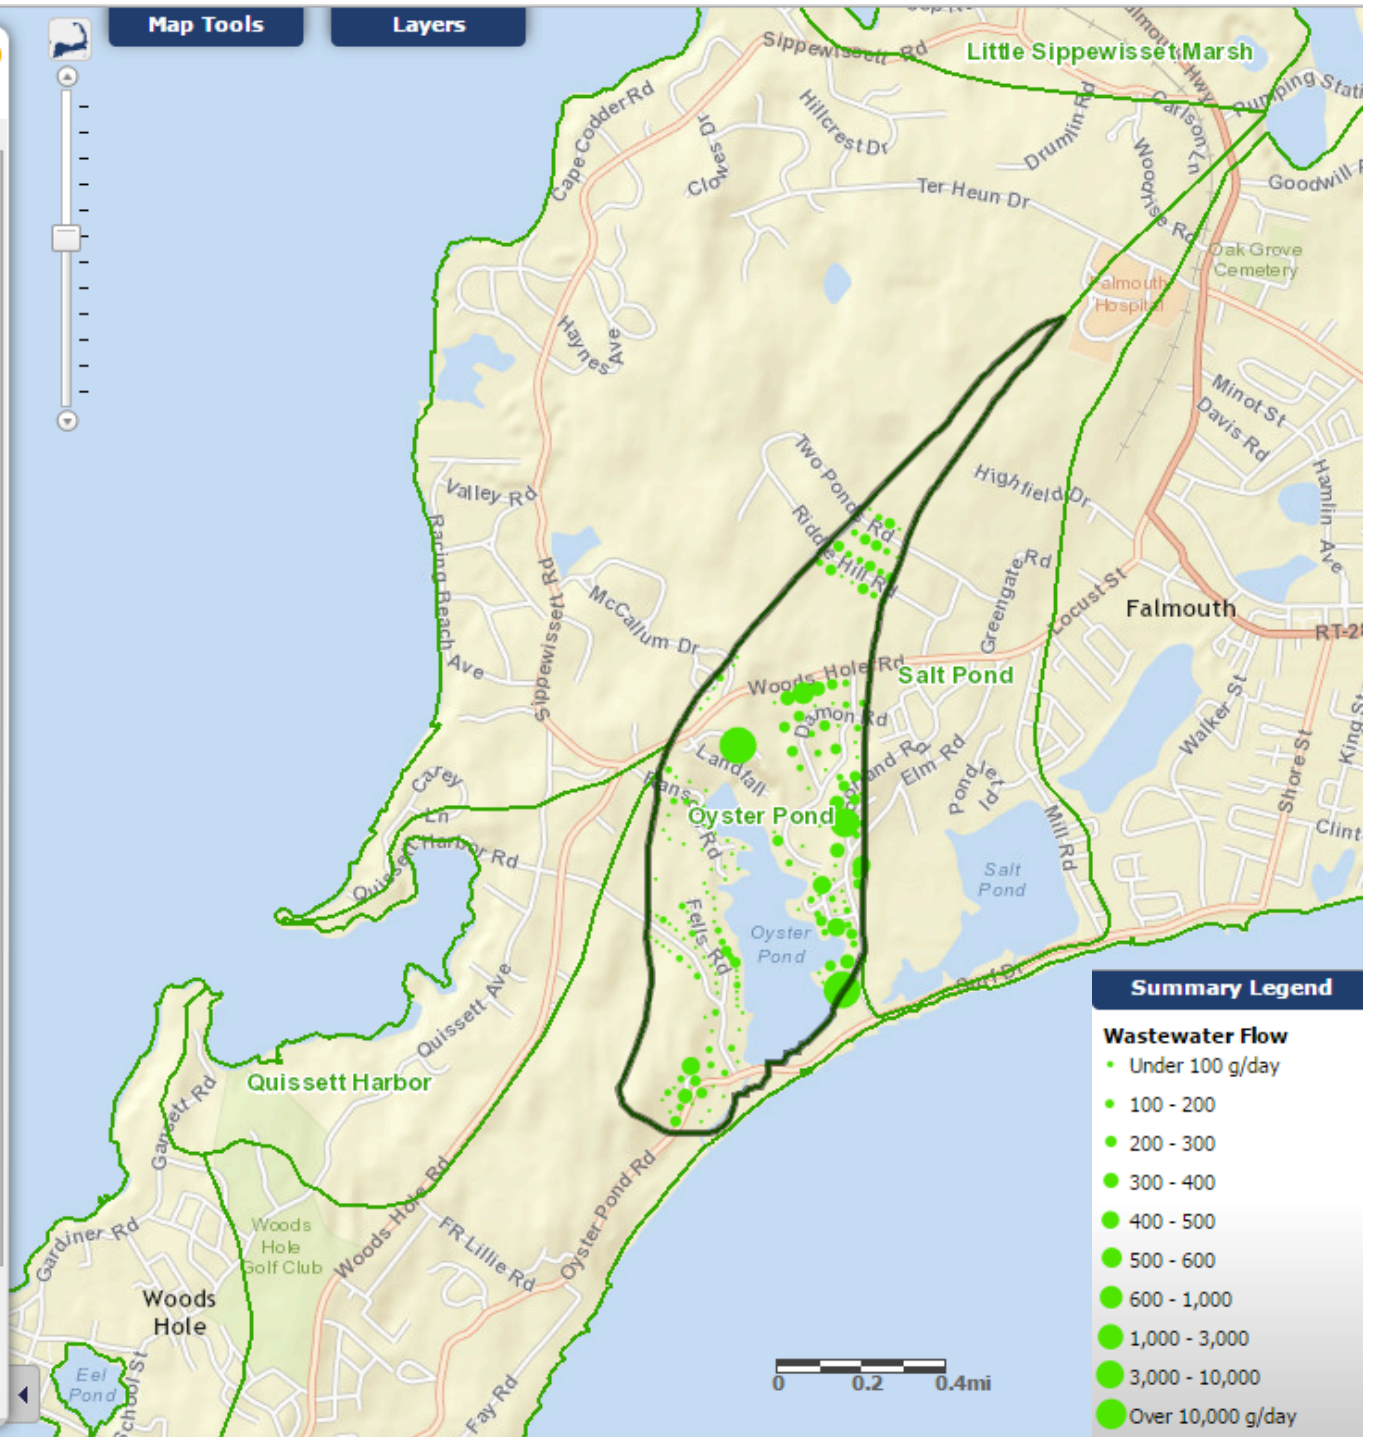 Map Tools
Layers
Sippewissett Rd
Little Sippewisset Marsh
Cape Codder Rd
Hillcrest Dr
Drumlin Rd
Carlson Ln
Goodwill
Ter Heun Dr
Woodrise Rd
Oak Grove
Cemetery
Falmouth
Hospital
Haynes Ave
Minot St
Davis Rd
Hamlin Ave
Two Ponds Rd
Highfield Dr
Valley Rd
Riddle Hill Rd
Racing Beach Ave
Sippewissett Rd
McCallum Dr
Greengate Rd
Locust St
Falmouth
RT-28
Woods Hole Rd
Salt Pond
Damon Rd
Walker St
King St
Shore St
Landfall
Elm Rd
Carey Ln
Oyster Pond
Mill Rd
Quissett Harbor Rd
Salt
Pond
Fells Rd
Oyster
Pond
Surf Dr
Quissett Ave
Quissett Harbor
Gansett Rd
Gardiner Rd
Woods Hole Rd
Oyster Pond Rd
FR Lillie Rd
Woods
Hole
Golf Club
Woods
Hole
Eel
Pond
School St
Fay Rd
0 0.2 0.4mi
Summary Legend
Wastewater Flow
Under 100 g/day
100 - 200
200 - 300
300 - 400
400 - 500
500 - 600
600 - 1,000
1,000 - 3,000
3,000 - 10,000
Over 10,000 g/day